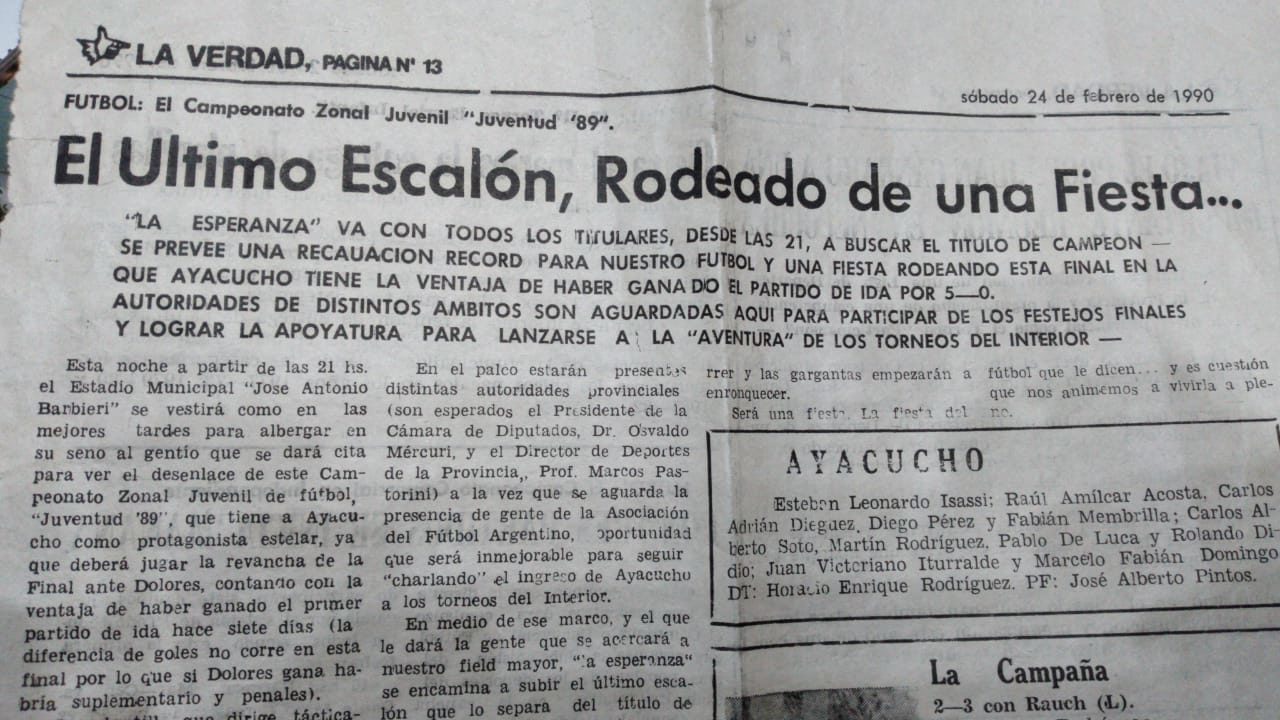 LA VERDAD, PAGINA N° 13
sábado 24 de febrero de 1990
FUTBOL: El Campeonato Zonal Juvenil "Juventud '89".
El Ultimo Escalón, Rodeado de una Fiesta...
"LA ESPERANZA" VA CON TODOS LOS TITULARES, DESDE LAS 21, A BUSCAR EL TITULO DE CAMPEON —
SE PREVEE UNA RECAUACION RECORD PARA NUESTRO FUTBOL Y UNA FIESTA RODEANDO ESTA FINAL EN LA
QUE AYACUCHO TIENE LA VENTAJA DE HABER GANADO EL PARTIDO DE IDA POR 5—0.
AUTORIDADES DE DISTINTOS AMBITOS SON AGUARDADAS AQUI PARA PARTICIPAR DE LOS FESTEJOS FINALES
Y LOGRAR LA APOYATURA PARA LANZARSE A LA "AVENTURA" DE LOS TORNEOS DEL INTERIOR —
Esta noche a partir de las 21 hs.
el Estadio Municipal "Jose Antonio
Barbieri" se vestirá como en las
mejores tardes para albergar en
su seno al gentío que se dará cita
para ver el desenlace de este Cam-
peonato Zonal Juvenil de fútbol,
"Juventud '89", que tiene a Ayacu-
cho como protagonista estelar, ya
que deberá jugar la revancha de la
Final ante Dolores, contando con la
ventaja de haber ganado el primer
partido de ida hace siete días (la
diferencia de goles no corre en esta
final por lo que si Dolores gana ha-
bría suplementario y penales).
que dirige táctica-
En el palco estarán presentes
distintas autoridades provinciales
(son esperados el Presidente de la
Cámara de Diputados, Dr. Osvaldo
Mércuri, y el Director de Deportes
de la Provincia,, Prof. Marcos Pas-
torini) a la vez que se aguarda la
presencia de gente de la Asociación
del Fútbol Argentino, oportunidad
que será inmejorable para seguir
"charlando" el ingreso de Ayacucho
a los torneos del Interior.
En medio de ese marco, y el que
le dará la gente que se acercará a
nuestro field mayor, "la esperanza"
se encamina a subir el último esca-
lón que lo separa del título de
rrer y las gargantas empezarán a
enronquecer.
Será una fiesta. La fiesta del
fútbol que le dicen... y es cuestión
que nos animemos a vivirla a ple-
no.
AYACUCHO
Esteban Leonardo Isassi; Raúl Amílcar Acosta, Carlos
Adrián Dieguez, Diego Pérez y Fabián Membrilla; Carlos Al-
berto Soto, Martín Rodríguez, Pablo De Luca y Rolando Di-
dio; Juan Victoriano Iturralde y Marcelo Fabián Domingo
DT: Horacio Enrique Rodríguez. PF: José Alberto Pintos.
La Campaña
2—3 con Rauch (L).